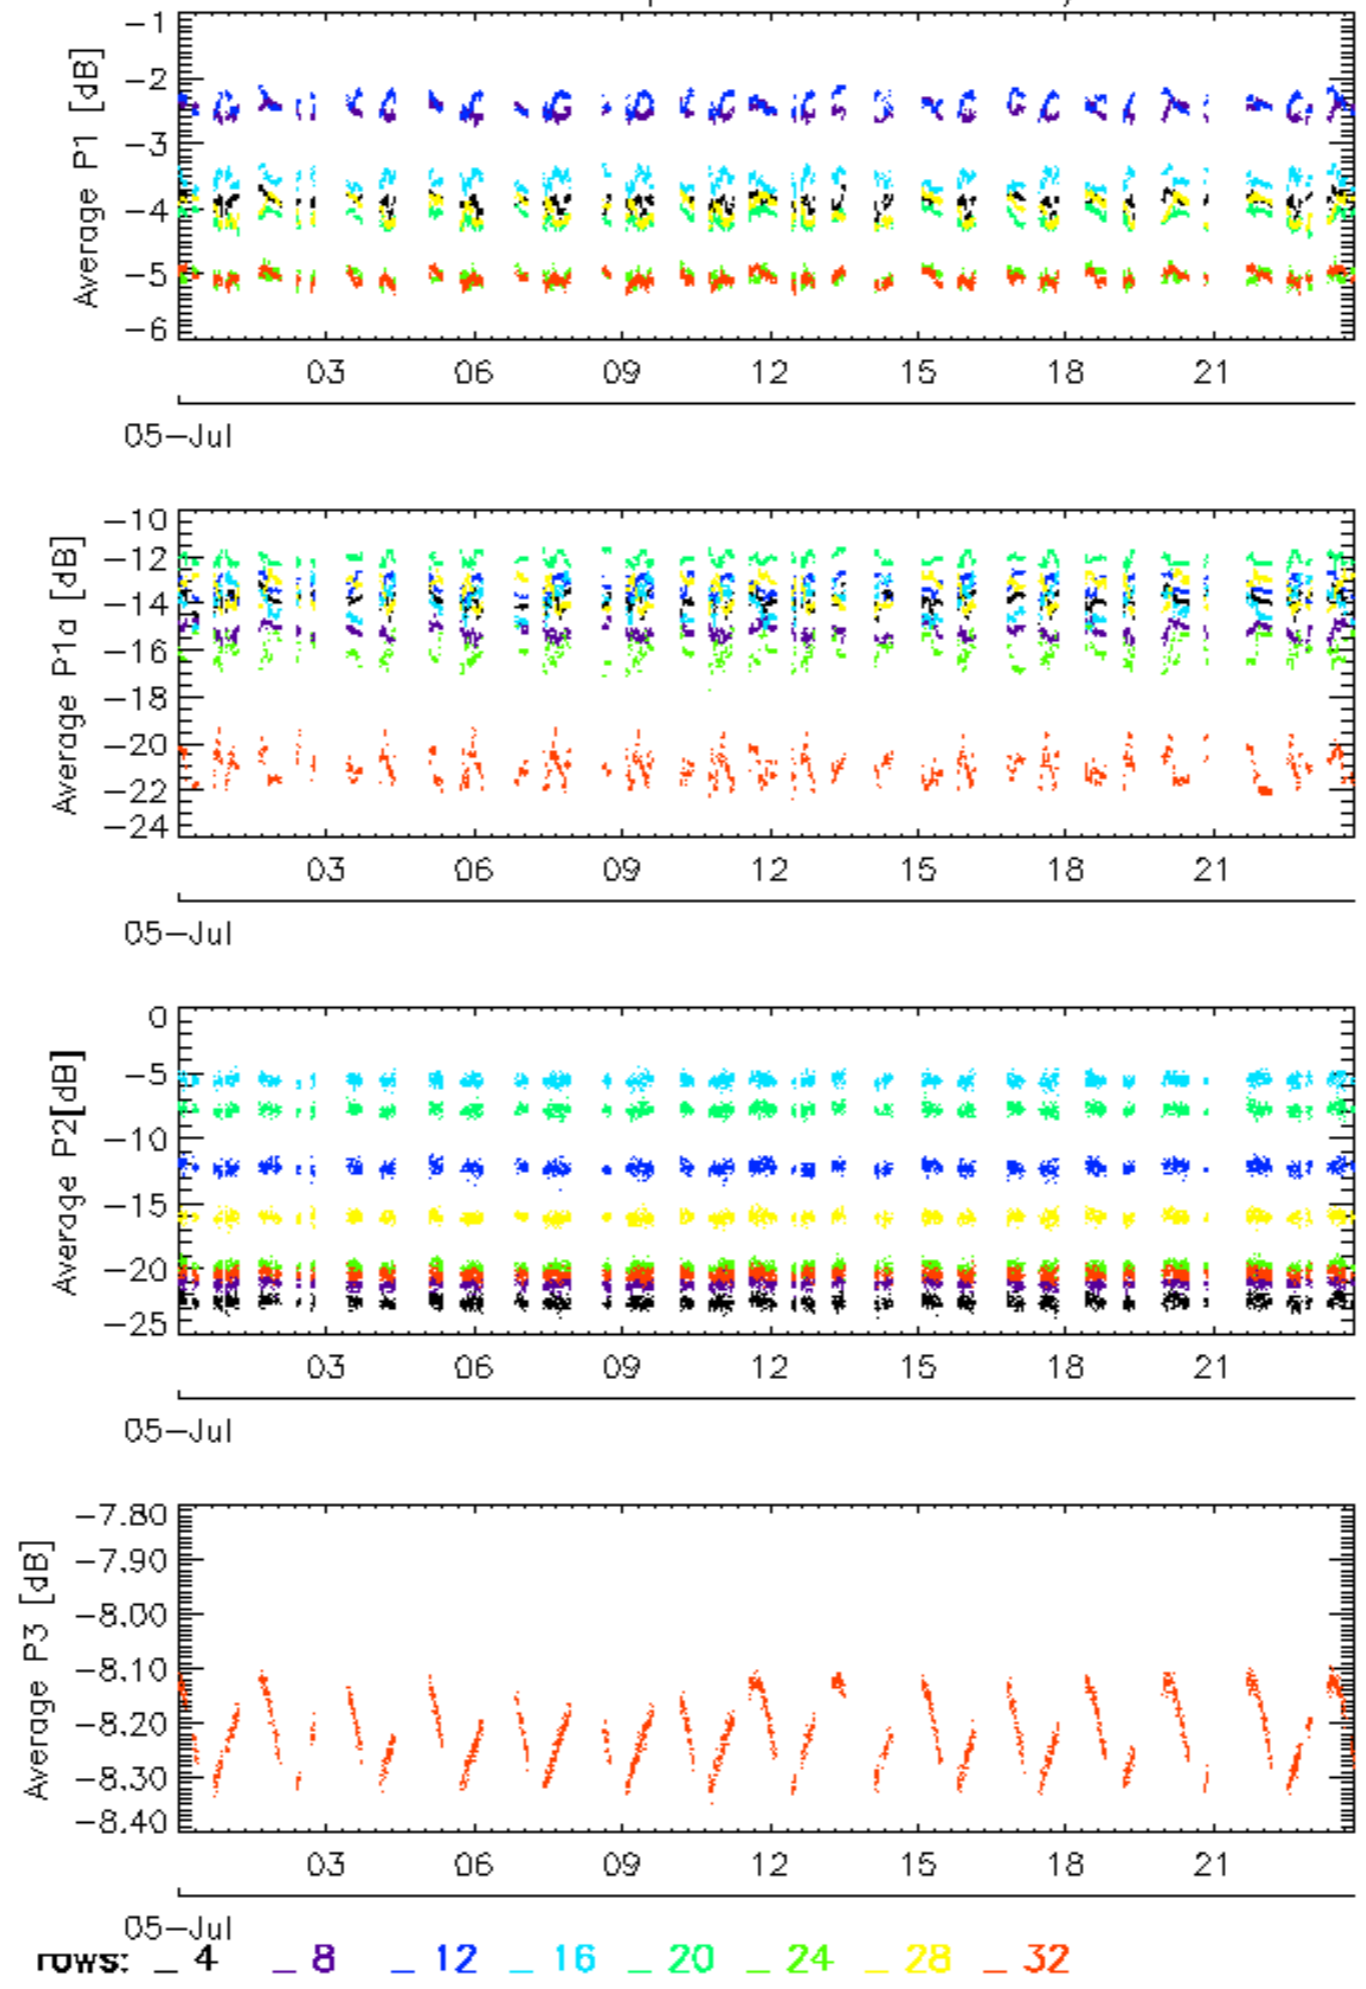 -1
-2
-3
-4
-5
-6
Average P1 [dB]
03 06 09 12 15 18 21
05-Jul
-10
-12
-14
-16
-18
-20
-22
-24
Average P1a [dB]
03 06 09 12 15 18 21
05-Jul
0
-5
-10
-15
-20
-25
Average P2[dB]
03 06 09 12 15 18 21
05-Jul
-7.80
-7.90
-8.00
-8.10
-8.20
-8.30
-8.40
Average P3 [dB]
03 06 09 12 15 18 21
05-Jul
rows: _ 4 _ 8 _ 12 _ 16 _ 20 _ 24 _ 28 _ 32